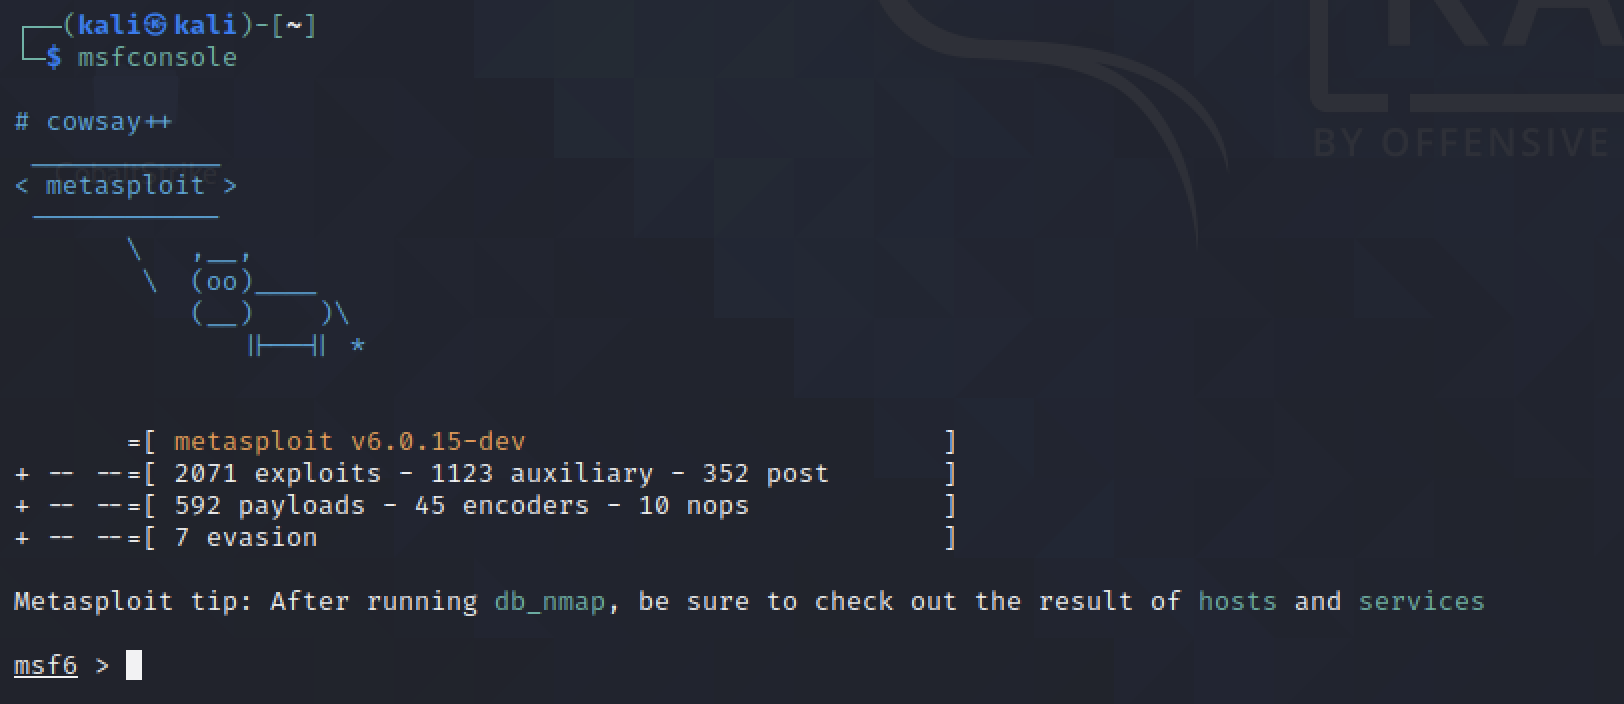 ┌──(kali㉿kali)-[~]
└─$ msfconsole
# cowsay++
 ____________
< metasploit >
 ------------
       \   ,__,
        \  (oo)____
           (__)    )\
              ||--|| *
       =[ metasploit v6.0.15-dev                          ]
+ -- --=[ 2071 exploits - 1123 auxiliary - 352 post       ]
+ -- --=[ 592 payloads - 45 encoders - 10 nops            ]
+ -- --=[ 7 evasion                                       ]
Metasploit tip: After running db_nmap, be sure to check out the result of hosts and services
msf6 >
KA
BY OFFENSIVE
CobaltStrike